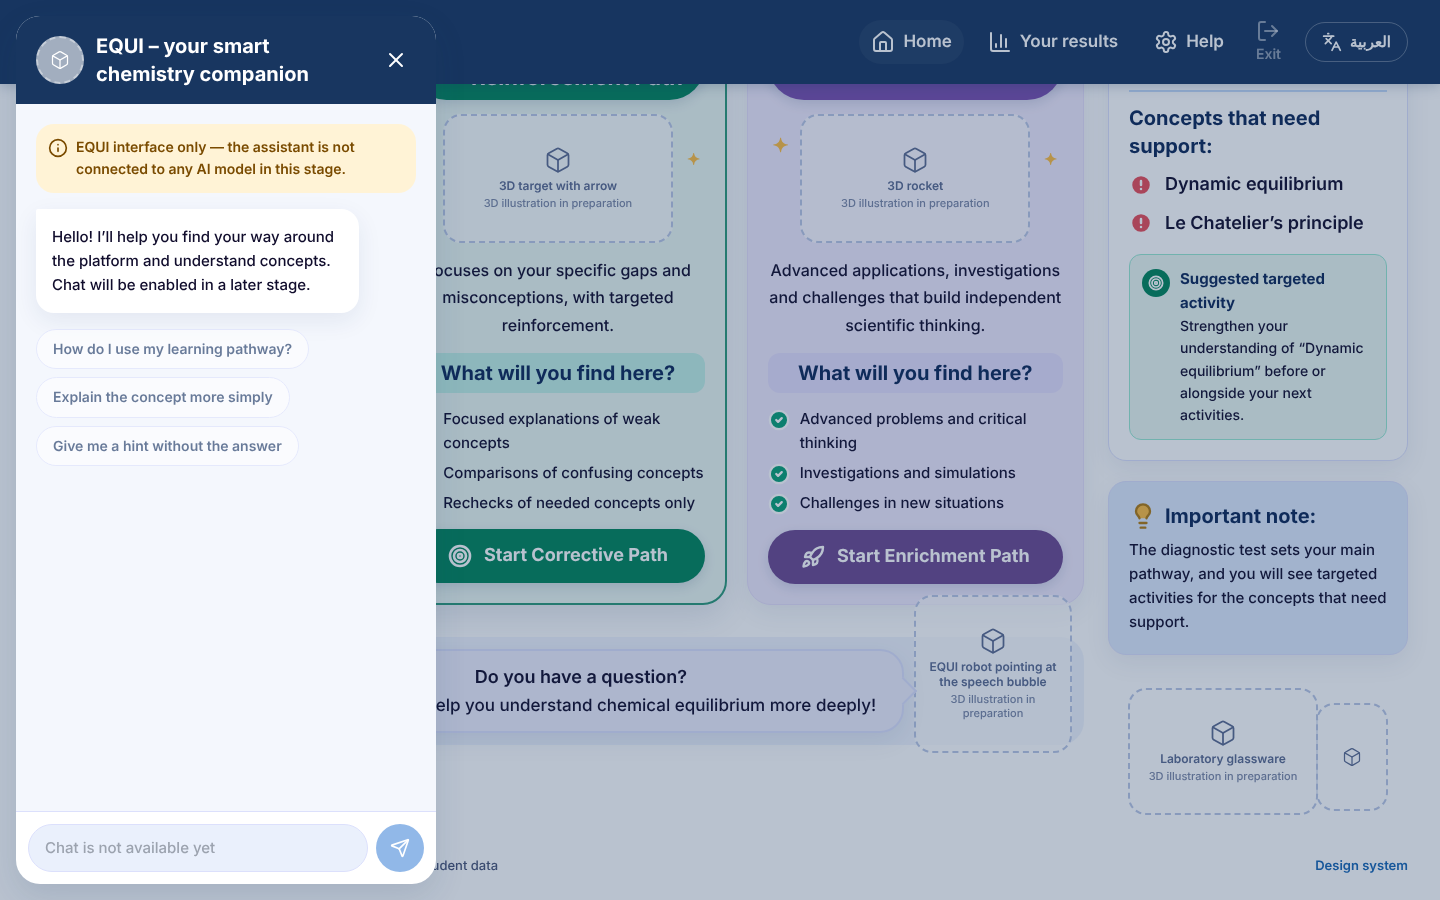 EQUI – your smart
chemistry companion
EQUI interface only — the assistant is not
connected to any AI model in this stage.
Hello! I’ll help you find your way around
the platform and understand concepts.
Chat will be enabled in a later stage.
How do I use my learning pathway?
Explain the concept more simply
Give me a hint without the answer
Chat is not available yet
Home
Your results
Help
Exit
العربية
3D target with arrow
3D illustration in preparation
ocuses on your specific gaps and
misconceptions, with targeted
reinforcement.
What will you find here?
Focused explanations of weak
concepts
Comparisons of confusing concepts
Rechecks of needed concepts only
Start Corrective Path
3D rocket
3D illustration in preparation
Advanced applications, investigations
and challenges that build independent
scientific thinking.
What will you find here?
Advanced problems and critical
thinking
Investigations and simulations
Challenges in new situations
Start Enrichment Path
Do you have a question?
elp you understand chemical equilibrium more deeply!
EQUI robot pointing at
the speech bubble
3D illustration in
preparation
Concepts that need
support:
Dynamic equilibrium
Le Chatelier’s principle
Suggested targeted
activity
Strengthen your
understanding of “Dynamic
equilibrium” before or
alongside your next
activities.
Important note:
The diagnostic test sets your main
pathway, and you will see targeted
activities for the concepts that need
support.
Laboratory glassware
3D illustration in preparation
udent data
Design system